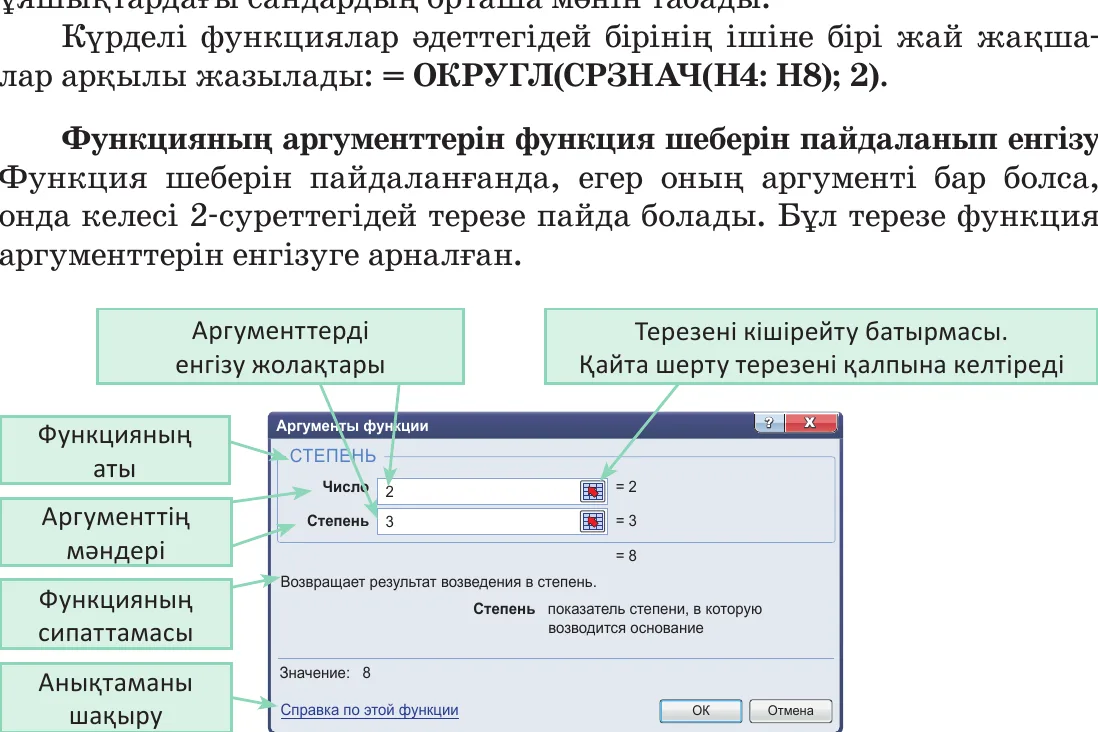 ұяшықтардағы сандардың орташа мәнін табады.
Күрделі функциялар әдеттегідей бірінің ішіне бірі жай жақша-
лар арқылы жазылады: = ОКРУГЛ(СРЗНАЧ(H4: H8); 2).
Функцияның аргументтерін функция шеберін пайдаланып енгізу
Функция шеберін пайдаланғанда, егер оның аргументі бар болса,
онда келесі 2-суреттегідей терезе пайда болады. Бұл терезе функция
аргументтерін енгізуге арналған.
Аргументтерді
енгізу жолақтары
Терезені кішірейту батырмасы.
Қайта шерту терезені қалпына келтіреді
Функцияның
аты
Аргументтің
мәндері
Функцияның
сипаттамасы
Анықтаманы
шақыру
Аргументы функции
? X
СТЕПЕНЬ
Число 2 = 2
Степень 3 = 3
= 8
Возвращает результат возведения в степень.
Степень показатель степени, в которую
возводится основание
Значение: 8
Справка по этой функции
ОК Отмена